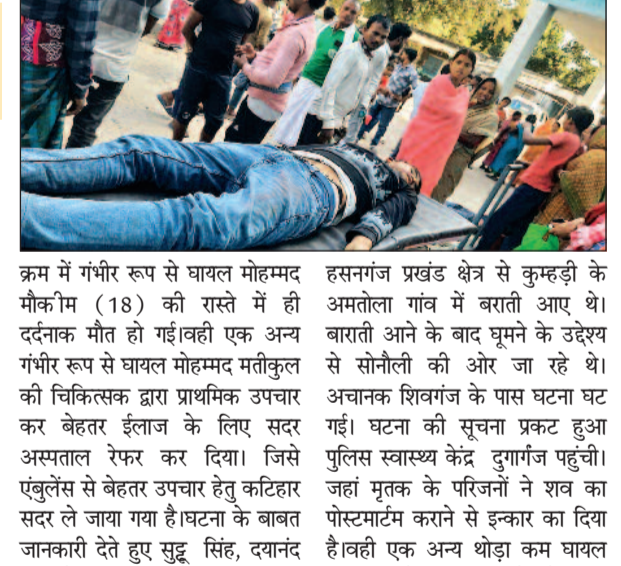 क्रम में गंभीर रूप से घायल मोहम्मद
मौकीम (18) की रास्ते में ही
दर्दनाक मौत हो गई।वही एक अन्य
गंभीर रूप से घायल मोहम्मद मतीकुल
की चिकित्सक द्वारा प्राथमिक उपचार
कर बेहतर ईलाज के लिए सदर
अस्पताल रेफर कर दिया। जिसे
एंबुलेंस से बेहतर उपचार हेतु कटिहार
सदर ले जाया गया है।घटना के बाबत
जानकारी देते हुए सुट्टू सिंह, दयानंद
हसनगंज प्रखंड क्षेत्र से कुम्हड़ी के
अमतोला गांव में बराती आए थे।
बाराती आने के बाद घूमने के उद्देश्य
से सोनौली की ओर जा रहे थे।
अचानक शिवगंज के पास घटना घट
गई। घटना की सूचना प्रकट हुआ
पुलिस स्वास्थ्य केंद्र दुगार्गंज पहुंची।
जहां मृतक के परिजनों ने शव का
पोस्टमार्टम कराने से इन्कार का दिया
है।वही एक अन्य थोड़ा कम घायल